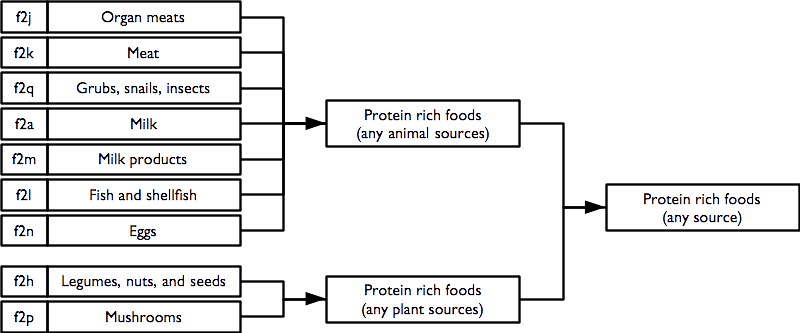 f2j Organ meats
f2k Meat
f2q Grubs, snails, insects
f2a Milk
f2m Milk products
f2l Fish and shellfish
f2n Eggs
f2h Legumes, nuts, and seeds
f2p Mushrooms
Protein rich foods
(any animal sources)
Protein rich foods
(any plant sources)
Protein rich foods
(any source)